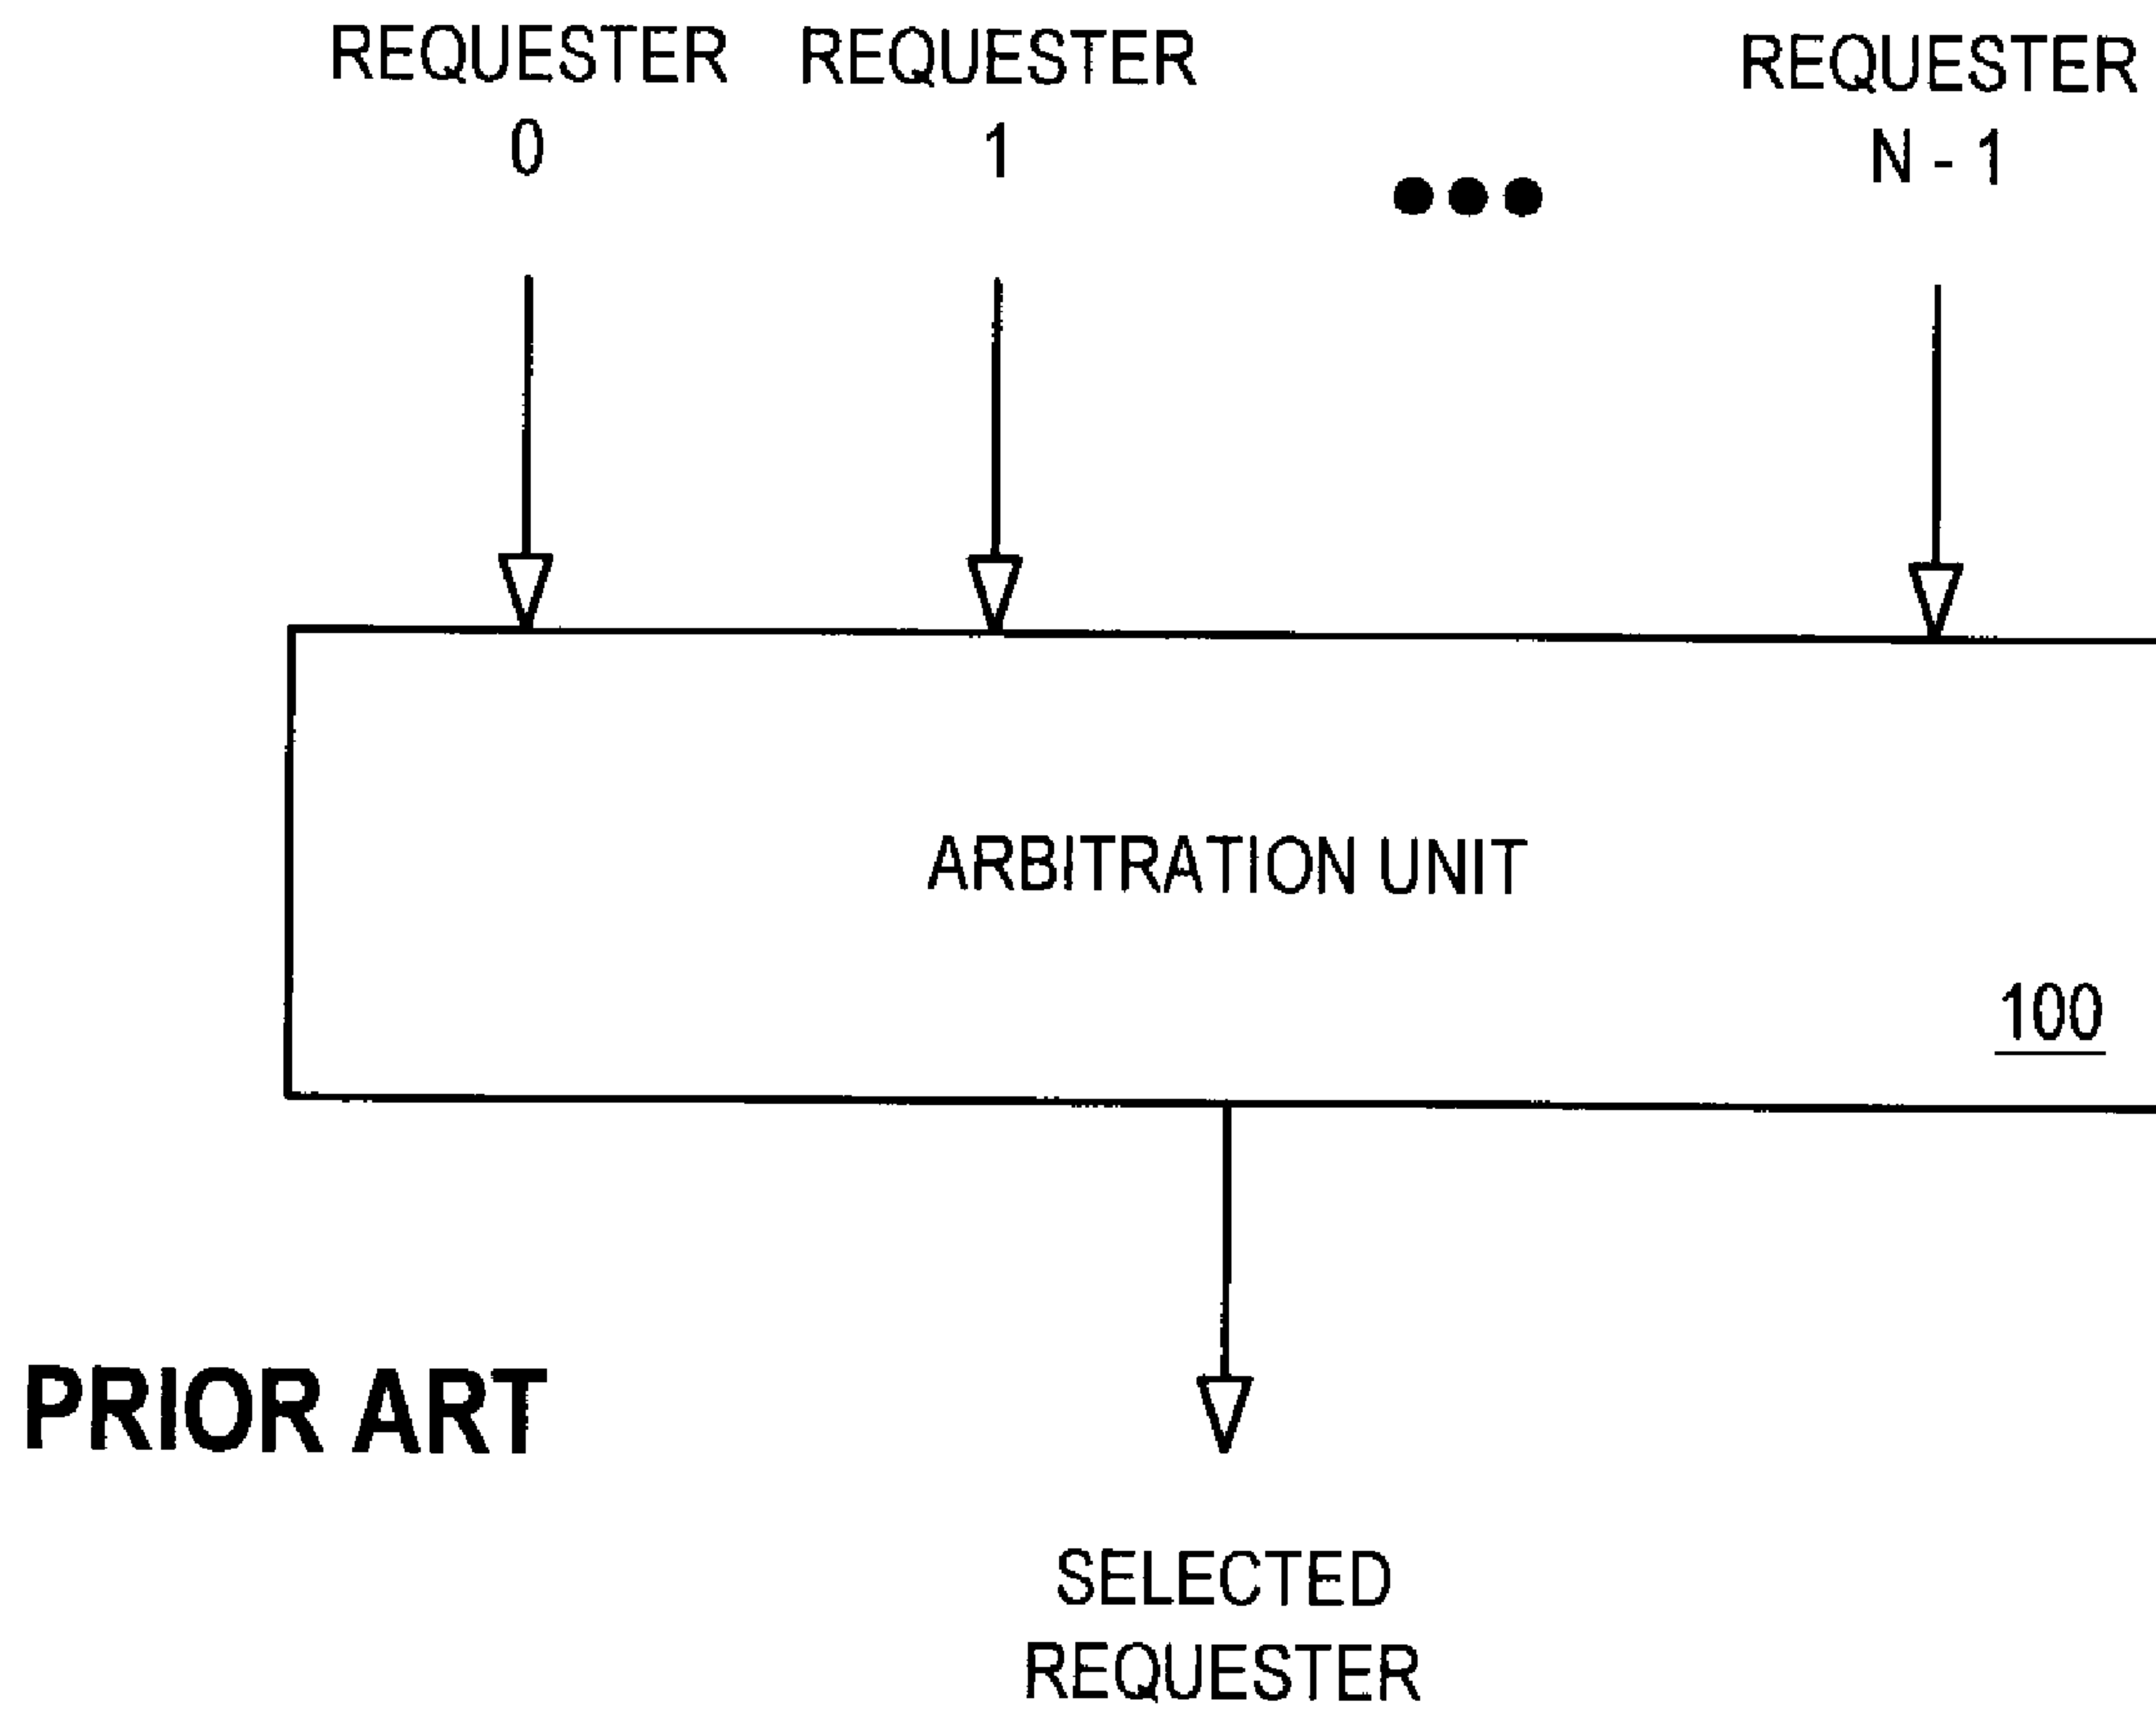 REQUESTER REQUESTER REQUESTER
0 1 N - 1
ARBITRATION UNIT
100
PRIOR ART
SELECTED
REQUESTER